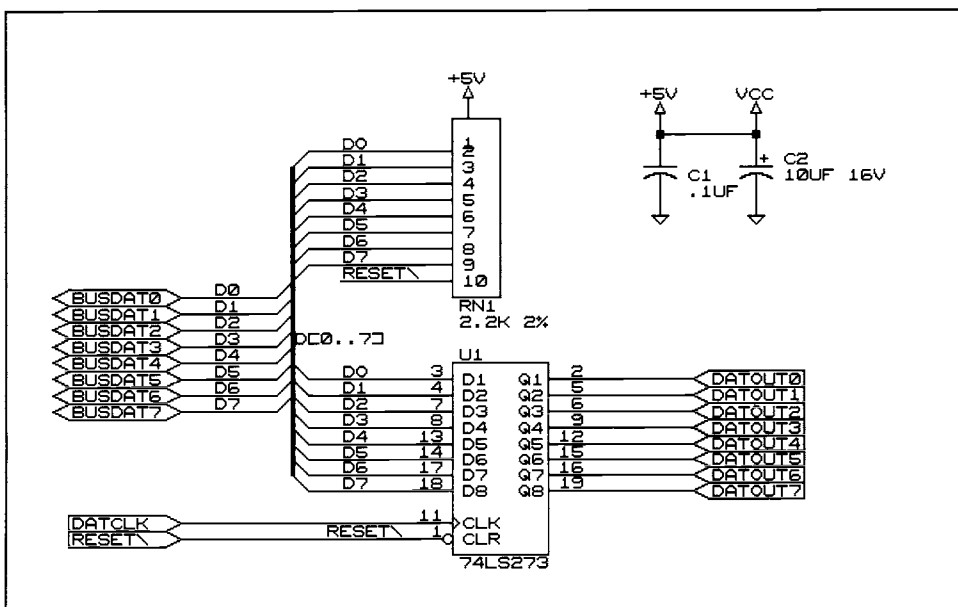 +5V
D0
D1
D2
D3
D4
D5
D6
D7
RESET\
1
2
3
4
5
6
7
8
9
10
RN1
2.2K 2%
+5V
VCC
C1
.1UF
+
C2
10UF 16V
BUSDAT0
BUSDAT1
BUSDAT2
BUSDAT3
BUSDAT4
BUSDAT5
BUSDAT6
BUSDAT7
D0
D1
D2
D3
D4
D5
D6
D7
D[0..7]
U1
D0 3 D1 Q1 2 DATOUT0
D1 4 D2 Q2 5 DATOUT1
D2 7 D3 Q3 6 DATOUT2
D3 8 D4 Q4 9 DATOUT3
D4 13 D5 Q5 12 DATOUT4
D5 14 D6 Q6 15 DATOUT5
D6 17 D7 Q7 16 DATOUT6
D7 18 D8 Q8 19 DATOUT7
DATCLK 11 CLK
RESET\ RESET\ 1 CLR
74LS273